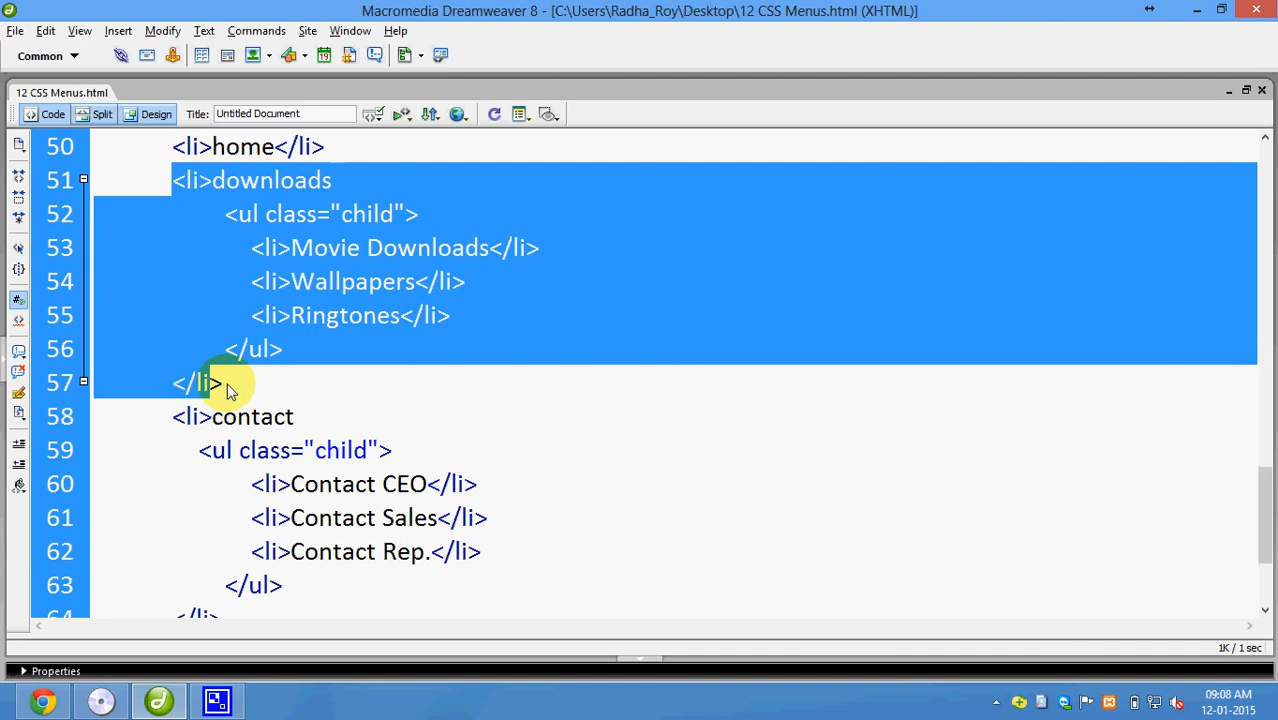 Macromedia Dreamweaver 8 - [C:\Users\Radha_Roy\Desktop\12 CSS Menus.html (XHTML)]
File Edit View Insert Modify Text Commands Site Window Help
Common
12 CSS Menus.html
Code Split Design Title: Untitled Document
50 <li>home</li>
51 <li>downloads
52 <ul class="child">
53 <li>Movie Downloads</li>
54 <li>Wallpapers</li>
55 <li>Ringtones</li>
56 </ul>
57 </li>
58 <li>contact
59 <ul class="child">
60 <li>Contact CEO</li>
61 <li>Contact Sales</li>
62 <li>Contact Rep.</li>
63 </ul>
64 </li>
1K / 1 sec
Properties
09:08 AM
12-01-2015